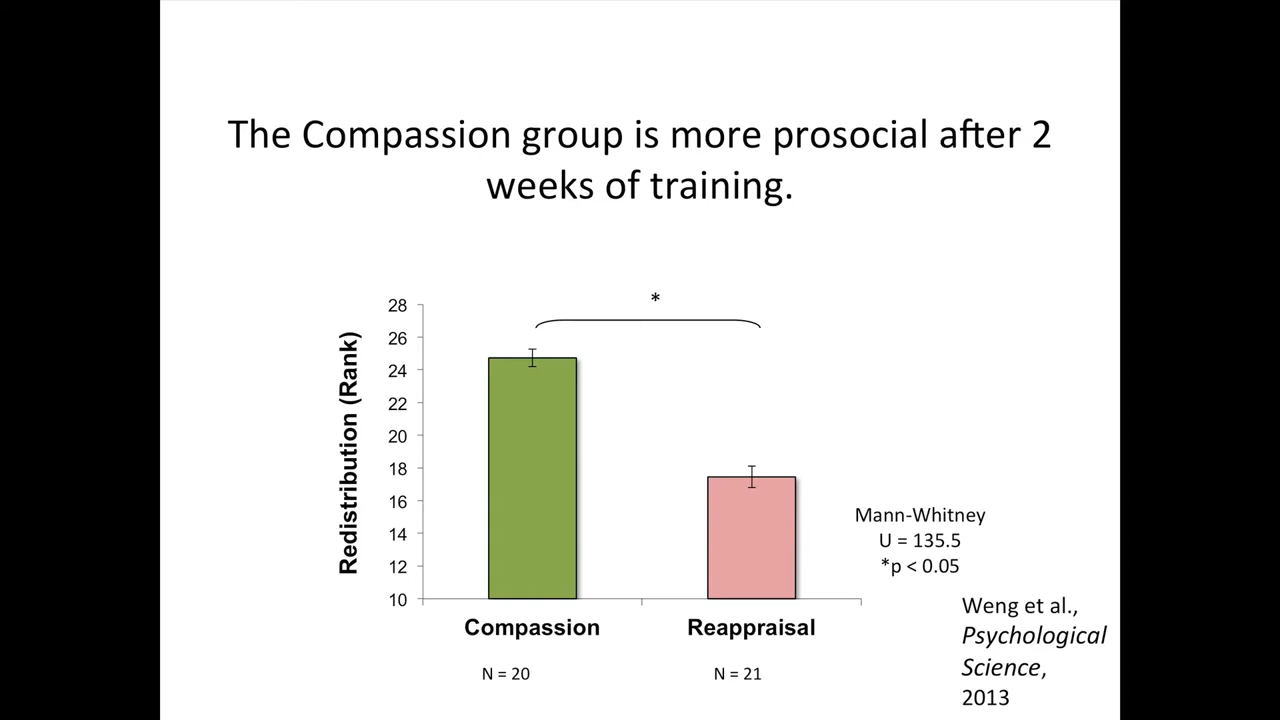 The Compassion group is more prosocial after 2
weeks of training.
*
28
26
24
22
20
18
16
14
12
10
Redistribution (Rank)
Compassion
Reappraisal
N = 20
N = 21
Mann-Whitney
U = 135.5
*p < 0.05
Weng et al.,
Psychological
Science,
2013